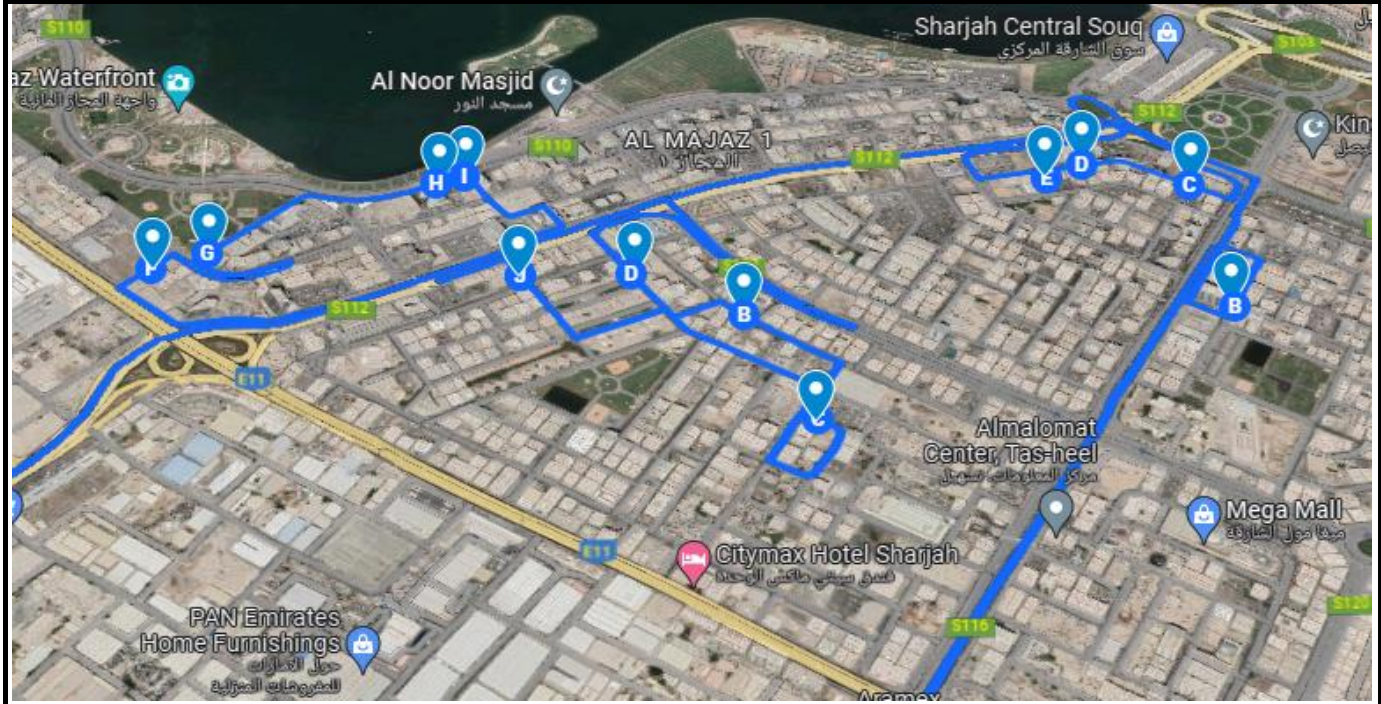 S110
Sharjah Central Souq
سوق الشارقة المركزي
S103
az Waterfront
واجهة المجاز المائية
Al Noor Masjid
مسجد النور
S112
Kin
يصل
S110
AL MAJAZ 1
المجاز ١
S112
H
I
E
D
C
F
G
J
D
B
B
S112
E11
C
Almalomat
Center, Tas-heel
مركز المعلومات، تسهيل
Mega Mall
ميغا مول الشارقة
E11
Citymax Hotel Sharjah
فندق سيتي ماكس الوحدة
S120
S116
PAN Emirates
Home Furnishings
حول الامارات
للمفروشات المنزلية
Aramex